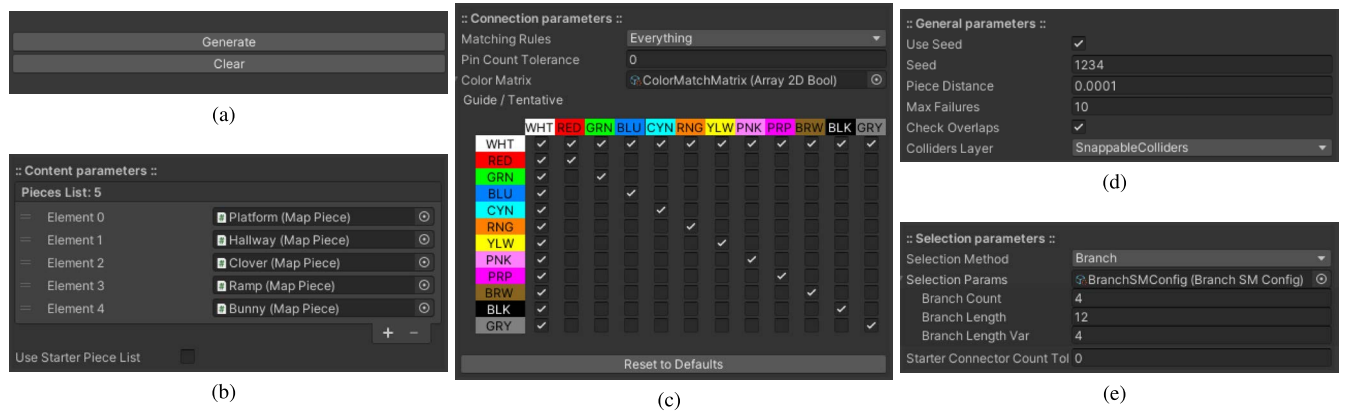 Generate
Clear
(a)
:: Content parameters ::
Pieces List: 5
Element 0 Platform (Map Piece)
Element 1 Hallway (Map Piece)
Element 2 Clover (Map Piece)
Element 3 Ramp (Map Piece)
Element 4 Bunny (Map Piece)
+ −
Use Starter Piece List
(b)
:: Connection parameters ::
Matching Rules Everything
Pin Count Tolerance 0
Color Matrix ColorMatchMatrix (Array 2D Bool)
Guide / Tentative
WHT RED GRN BLU CYN RNG YLW PNK PRP BRW BLK GRY
WHT
RED
GRN
BLU
CYN
RNG
YLW
PNK
PRP
BRW
BLK
GRY
Reset to Defaults
(c)
:: General parameters ::
Use Seed
Seed 1234
Piece Distance 0.0001
Max Failures 10
Check Overlaps
Colliders Layer SnappableColliders
(d)
:: Selection parameters ::
Selection Method Branch
Selection Params BranchSMConfig (Branch SM Config)
Branch Count 4
Branch Length 12
Branch Length Var 4
Starter Connector Count Tol 0
(e)